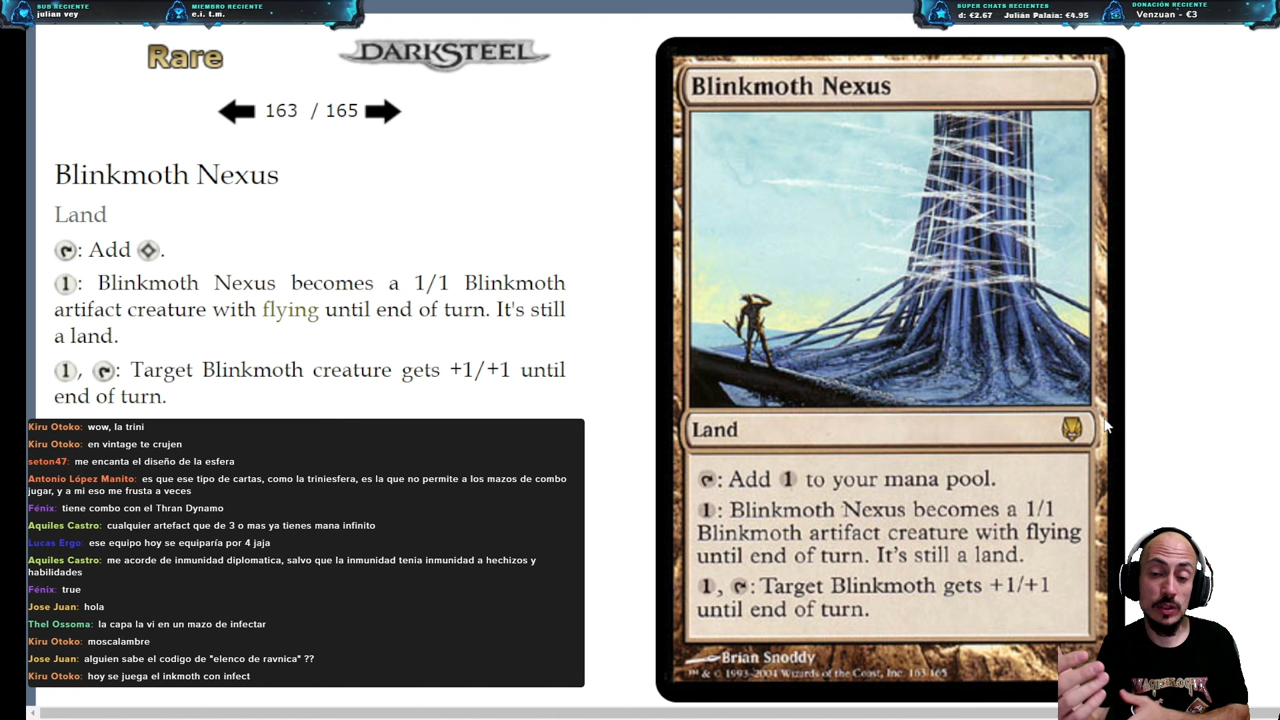 SUB RECIENTE
julian vey
MIEMBRO RECIENTE
e.i. t.m.
SUPER CHATS RECIENTES
d: €2.67 Julián Palaia: €4.95
DONACIÓN RECIENTE
Venzuan - €3
Rare
DARKSTEEL
163 / 165
Blinkmoth Nexus
Land
: Add .
1: Blinkmoth Nexus becomes a 1/1 Blinkmoth
artifact creature with flying until end of turn. It's still
a land.
1, : Target Blinkmoth creature gets +1/+1 until
end of turn.
Kiru Otoko: wow, la trini
Kiru Otoko: en vintage te crujen
seton47: me encanta el diseño de la esfera
Antonio López Manito: es que ese tipo de cartas, como la triniesfera, es la que no permite a los mazos de combo
jugar, y a mi eso me frusta a veces
Fénix: tiene combo con el Thran Dynamo
Aquiles Castro: cualquier artefact que de 3 o mas ya tienes mana infinito
Lucas Ergo: ese equipo hoy se equiparía por 4 jaja
Aquiles Castro: me acorde de inmunidad diplomatica, salvo que la inmunidad tenia inmunidad a hechizos y
habilidades
Fénix: true
Jose Juan: hola
Thel Ossoma: la capa la vi en un mazo de infectar
Kiru Otoko: moscalambre
Jose Juan: alguien sabe el codigo de "elenco de ravnica" ??
Kiru Otoko: hoy se juega el inkmoth con infect
Blinkmoth Nexus
Land
: Add 1 to your mana pool.
1: Blinkmoth Nexus becomes a 1/1
Blinkmoth artifact creature with flying
until end of turn. It's still a land.
1, : Target Blinkmoth gets +1/+1
until end of turn.
Brian Snoddy
™ & © 1993-2004 Wizards of the Coast, Inc. 163/165